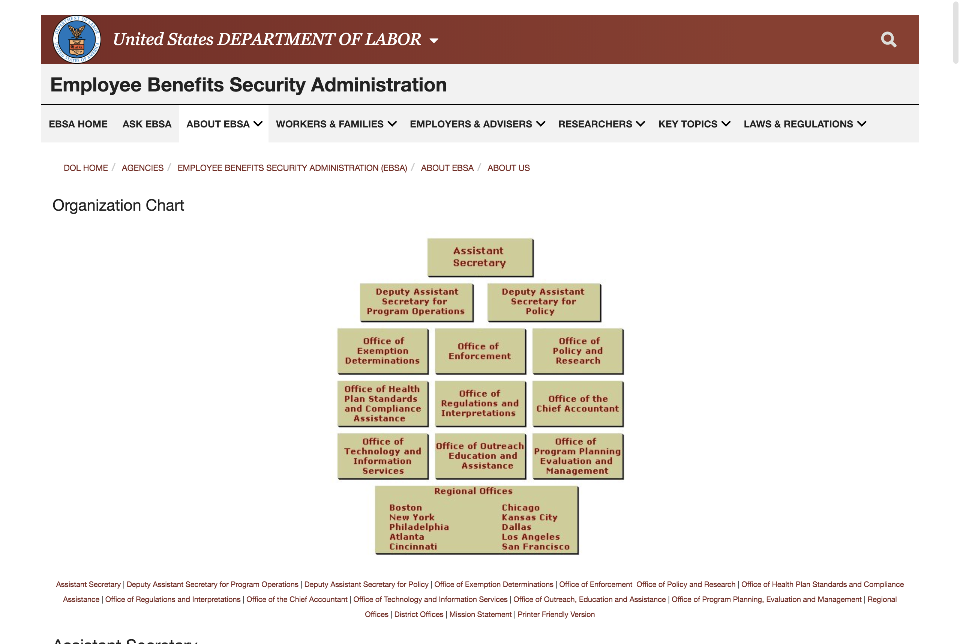 United States DEPARTMENT OF LABOR
Employee Benefits Security Administration
EBSA HOME ASK EBSA ABOUT EBSA WORKERS & FAMILIES EMPLOYERS & ADVISERS RESEARCHERS KEY TOPICS LAWS & REGULATIONS
DOL HOME / AGENCIES / EMPLOYEE BENEFITS SECURITY ADMINISTRATION (EBSA) / ABOUT EBSA / ABOUT US
Organization Chart
Assistant
Secretary
Deputy Assistant
Secretary for
Program Operations
Deputy Assistant
Secretary for
Policy
Office of
Exemption
Determinations
Office of
Enforcement
Office of
Policy and
Research
Office of Health
Plan Standards
and Compliance
Assistance
Office of
Regulations and
Interpretations
Office of the
Chief Accountant
Office of
Technology and
Information
Services
Office of Outreach
Education and
Assistance
Office of
Program Planning
Evaluation and
Management
Regional Offices
Boston
New York
Philadelphia
Atlanta
Cincinnati
Chicago
Kansas City
Dallas
Los Angeles
San Francisco
Assistant Secretary | Deputy Assistant Secretary for Program Operations | Deputy Assistant Secretary for Policy | Office of Exemption Determinations | Office of Enforcement Office of Policy and Research | Office of Health Plan Standards and Compliance
Assistance | Office of Regulations and Interpretations | Office of the Chief Accountant | Office of Technology and Information Services | Office of Outreach, Education and Assistance | Office of Program Planning, Evaluation and Management | Regional
Offices | District Offices | Mission Statement | Printer Friendly Version
Assistant Secretary